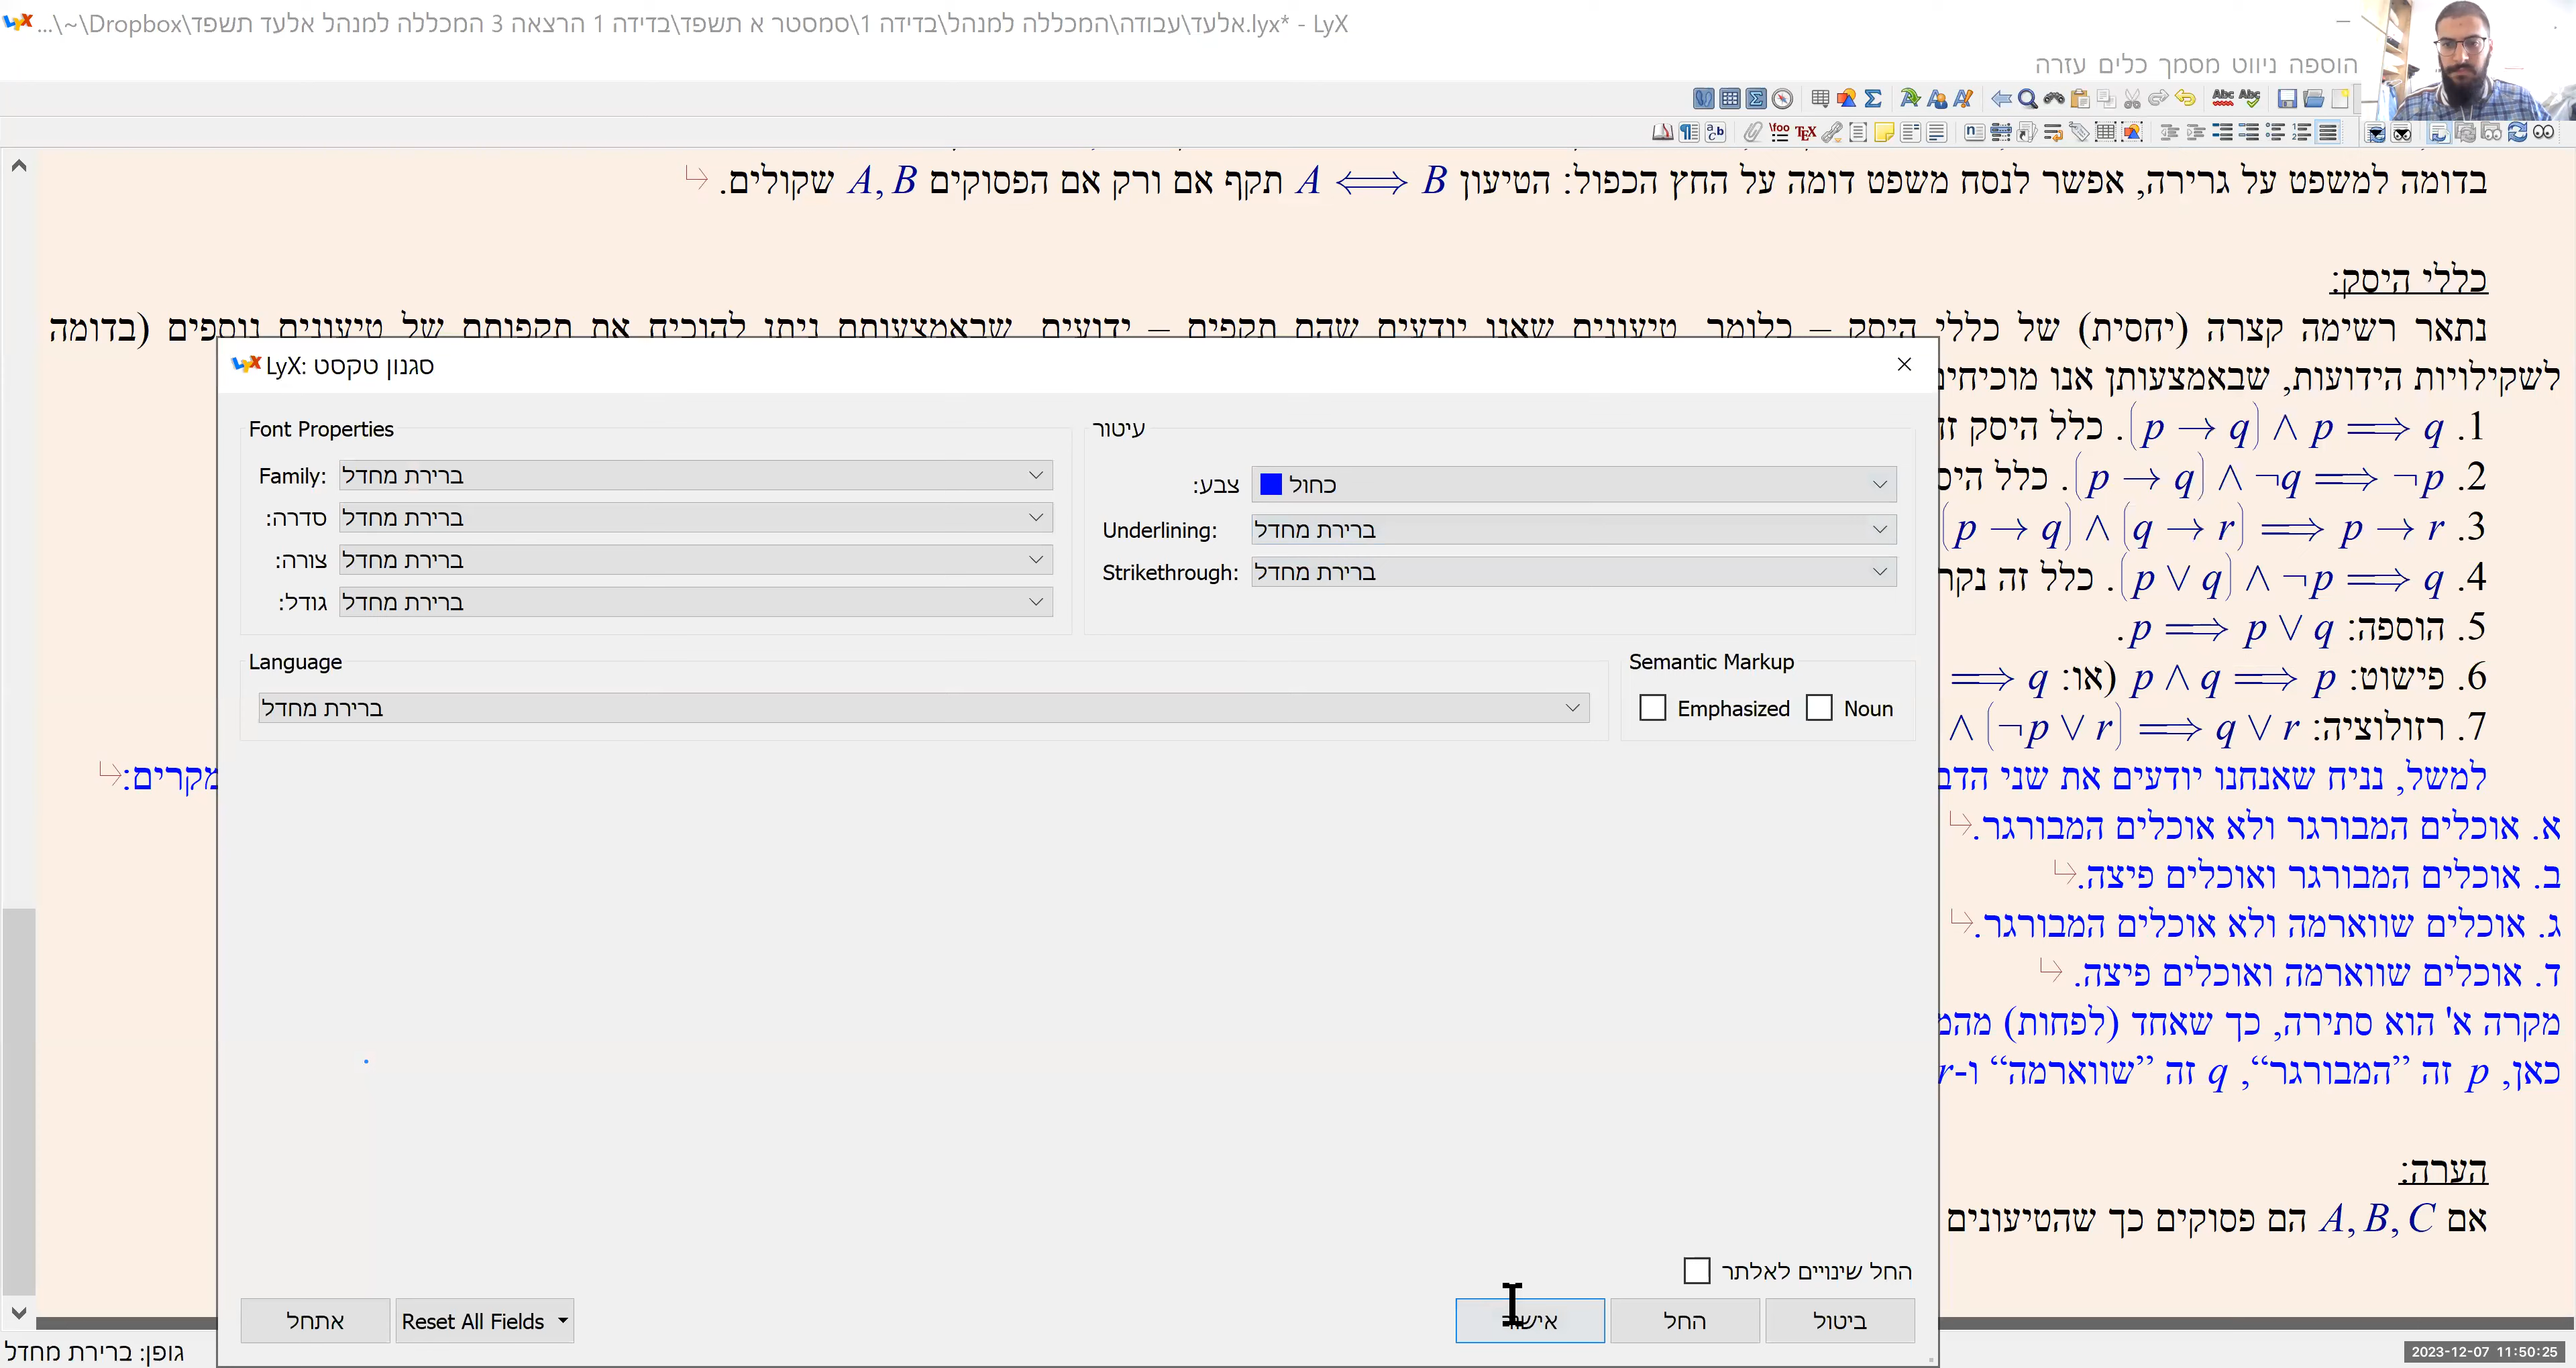 ...\~\Dropbox\אלעד\עבודה\המכללה למנהל\בדידה 1\סמסטר א תשפד\בדידה 1 הרצאה 3 המכללה למנהל אלעד תשפד.lyx* - LyX
הוספה ניווט מסמך כלים עזרה
בדומה למשפט על גרירה, אפשר לנסח משפט דומה על החץ הכפול: הטיעון A ⟺ B תקף אם ורק אם הפסוקים A, B שקולים.
כללי היסק:
נתאר רשימה קצרה (יחסית) של כללי היסק – כלומר טיעונים שאנו יודעים שהם תקפים – ידועים שבאמצעותם ניתן להוכיח את תקפותם של טיעונים נוספים (בדומה
לשקילויות הידועות, שבאמצעותן אנו מוכיחים
1. (p → q) ∧ p ⟹ q. כלל היסק זה
2. (p → q) ∧ ¬q ⟹ ¬p. כלל היס
3. (p → q) ∧ (q → r) ⟹ p → r
4. (p ∨ q) ∧ ¬p ⟹ q. כלל זה נקר
5. הוספה: p ⟹ p ∨ q.
6. פישוט: p ∧ q ⟹ p (או: ⟹ q
7. רזולוציה: ∧ (¬p ∨ r) ⟹ q ∨ r
למשל, נניח שאנחנו יודעים את שני הדב מקרים:
א. אוכלים המבורגר ולא אוכלים המבורגר.
ב. אוכלים המבורגר ואוכלים פיצה.
ג. אוכלים שווארמה ולא אוכלים המבורגר.
ד. אוכלים שווארמה ואוכלים פיצה.
מקרה א' הוא סתירה, כך שאחד (לפחות) מהמ
כאן, p זה ”המבורגר“, q זה ”שווארמה“ ו-r
הערה:
אם A, B, C הם פסוקים כך שהטיעונים
LyX: סגנון טקסט
Font Properties
Family: ברירת מחדל
סדרה: ברירת מחדל
צורה: ברירת מחדל
גודל: ברירת מחדל
עיטור
צבע: כחול
Underlining: ברירת מחדל
Strikethrough: ברירת מחדל
Language
ברירת מחדל
Semantic Markup
Emphasized Noun
החל שינויים לאלתר
אתחל Reset All Fields אישור החל ביטול
גופן: ברירת מחדל
2023-12-07 11:50:25